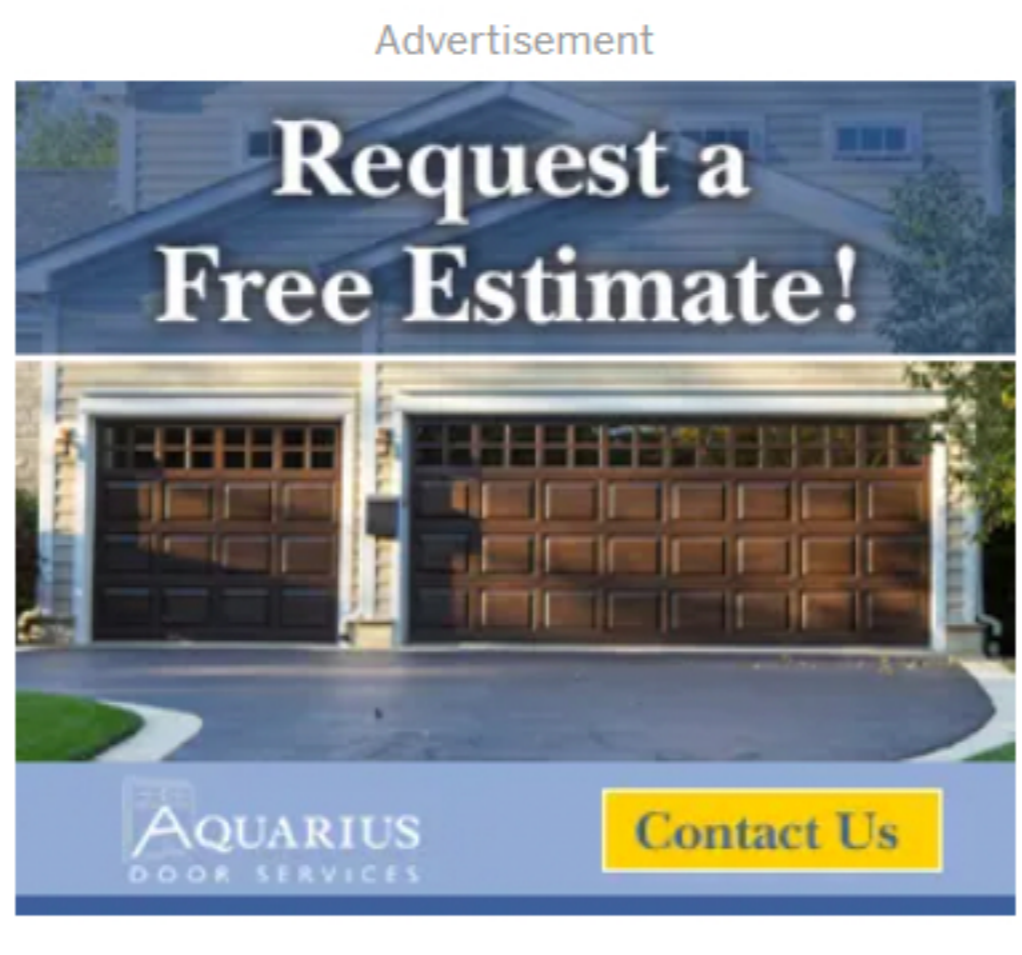 Advertisement
Request a
Free Estimate!
AQUARIUS
DOOR SERVICES
Contact Us